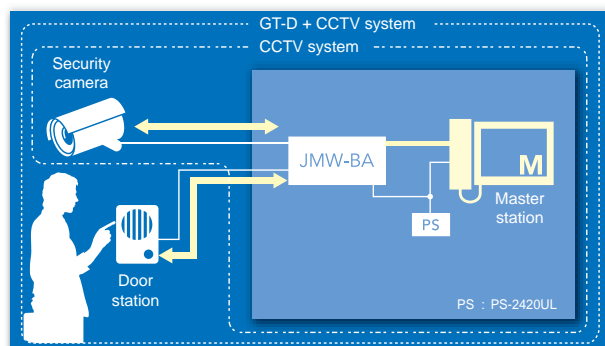 GT-D + CCTV system
CCTV system
Security
camera
JMW-BA
M
Master
station
PS
Door
station
PS : PS-2420UL